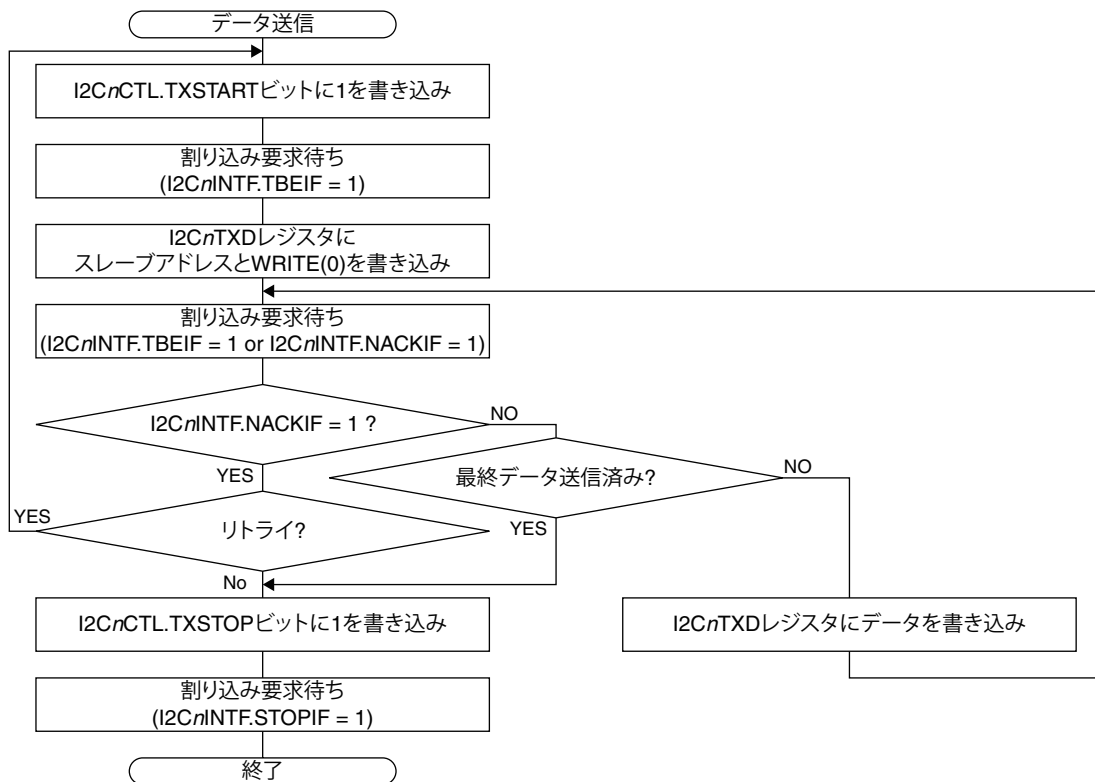 データ送信
I2CnCTL.TXSTARTビットに1を書き込み
割り込み要求待ち
(I2CnINTF.TBEIF = 1)
I2CnTXDレジスタに
スレーブアドレスとWRITE(0)を書き込み
割り込み要求待ち
(I2CnINTF.TBEIF = 1 or I2CnINTF.NACKIF = 1)
I2CnINTF.NACKIF = 1 ?
NO
YES
最終データ送信済み?
NO
YES
リトライ?
YES
No
I2CnCTL.TXSTOPビットに1を書き込み
I2CnTXDレジスタにデータを書き込み
割り込み要求待ち
(I2CnINTF.STOPIF = 1)
終了